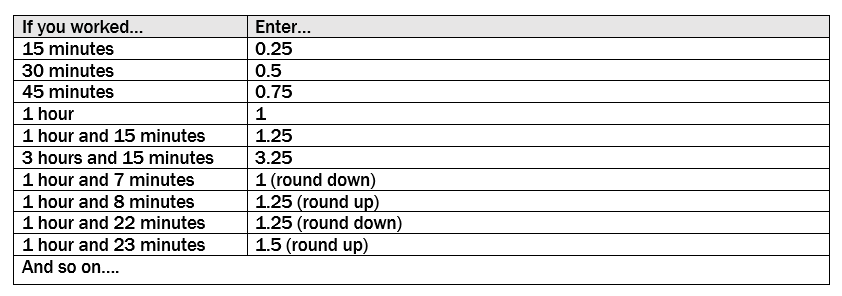 If you worked... Enter...
15 minutes 0.25
30 minutes 0.5
45 minutes 0.75
1 hour 1
1 hour and 15 minutes 1.25
3 hours and 15 minutes 3.25
1 hour and 7 minutes 1 (round down)
1 hour and 8 minutes 1.25 (round up)
1 hour and 22 minutes 1.25 (round down)
1 hour and 23 minutes 1.5 (round up)
And so on....